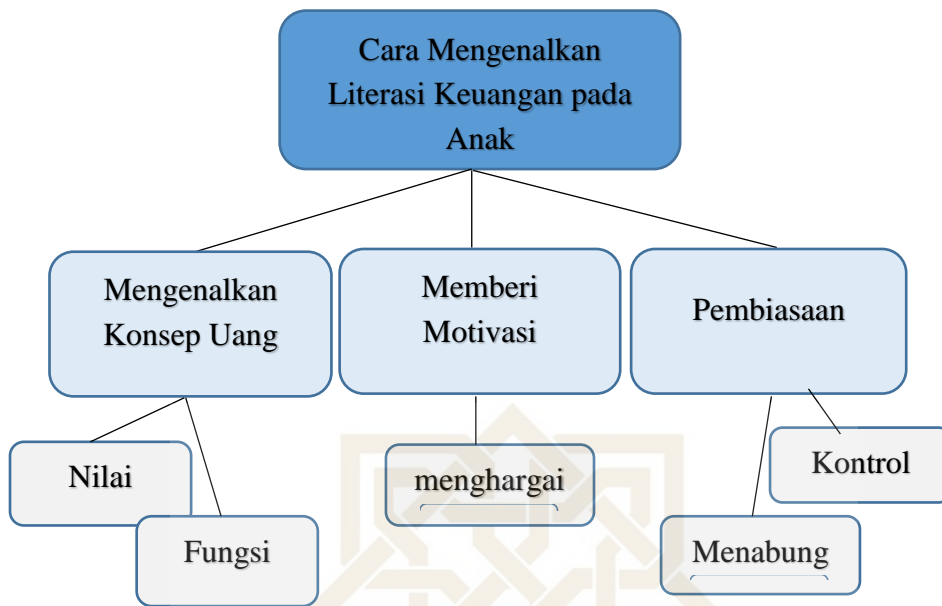 Cara Mengenalkan
Literasi Keuangan pada
Anak
Mengenalkan
Konsep Uang
Memberi
Motivasi
Pembiasaan
Nilai
Fungsi
menghargai
Kontrol
Menabung